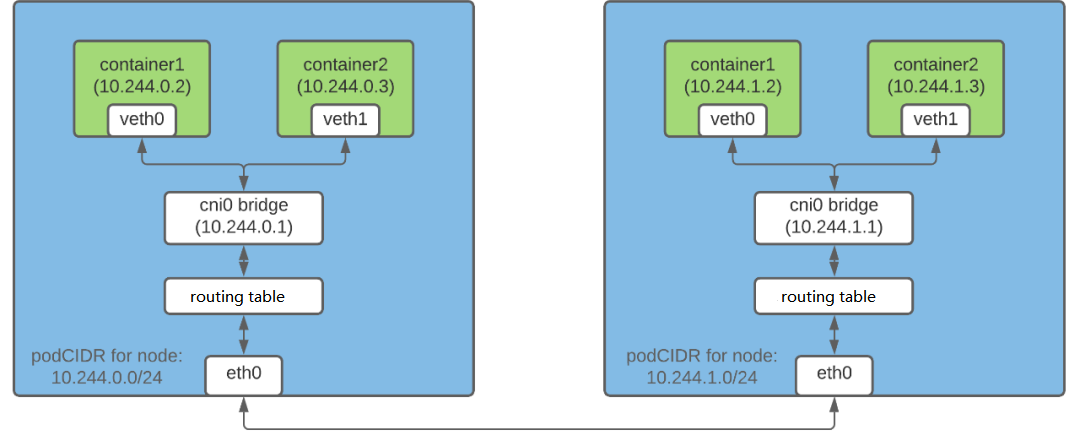 container1
(10.244.0.2)
veth0
container2
(10.244.0.3)
veth1
cni0 bridge
(10.244.0.1)
routing table
podCIDR for node:
10.244.0.0/24
eth0
container1
(10.244.1.2)
veth0
container2
(10.244.1.3)
veth1
cni0 bridge
(10.244.1.1)
routing table
podCIDR for node:
10.244.1.0/24
eth0